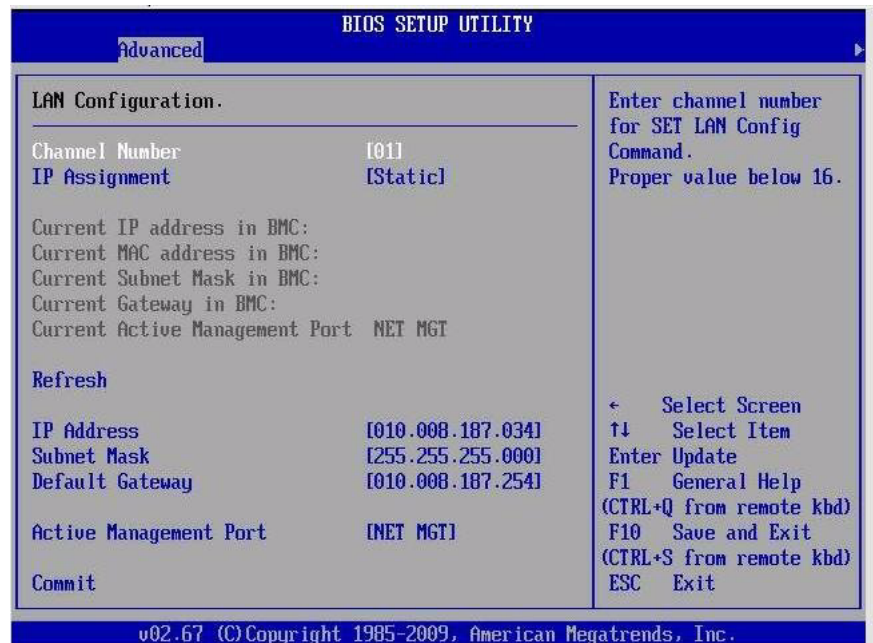 BIOS SETUP UTILITY
Advanced
LAN Configuration.
Channel Number [01]
IP Assignment [Static]
Current IP address in BMC:
Current MAC address in BMC:
Current Subnet Mask in BMC:
Current Gateway in BMC:
Current Active Management Port NET MGT
Refresh
IP Address [010.008.187.034]
Subnet Mask [255.255.255.000]
Default Gateway [010.008.187.254]
Active Management Port [NET MGT]
Commit
Enter channel number
for SET LAN Config
Command.
Proper value below 16.
← Select Screen
↑↓ Select Item
Enter Update
F1 General Help
(CTRL+Q from remote kbd)
F10 Save and Exit
(CTRL+S from remote kbd)
ESC Exit
v02.67 (C)Copyright 1985-2009, American Megatrends, Inc.